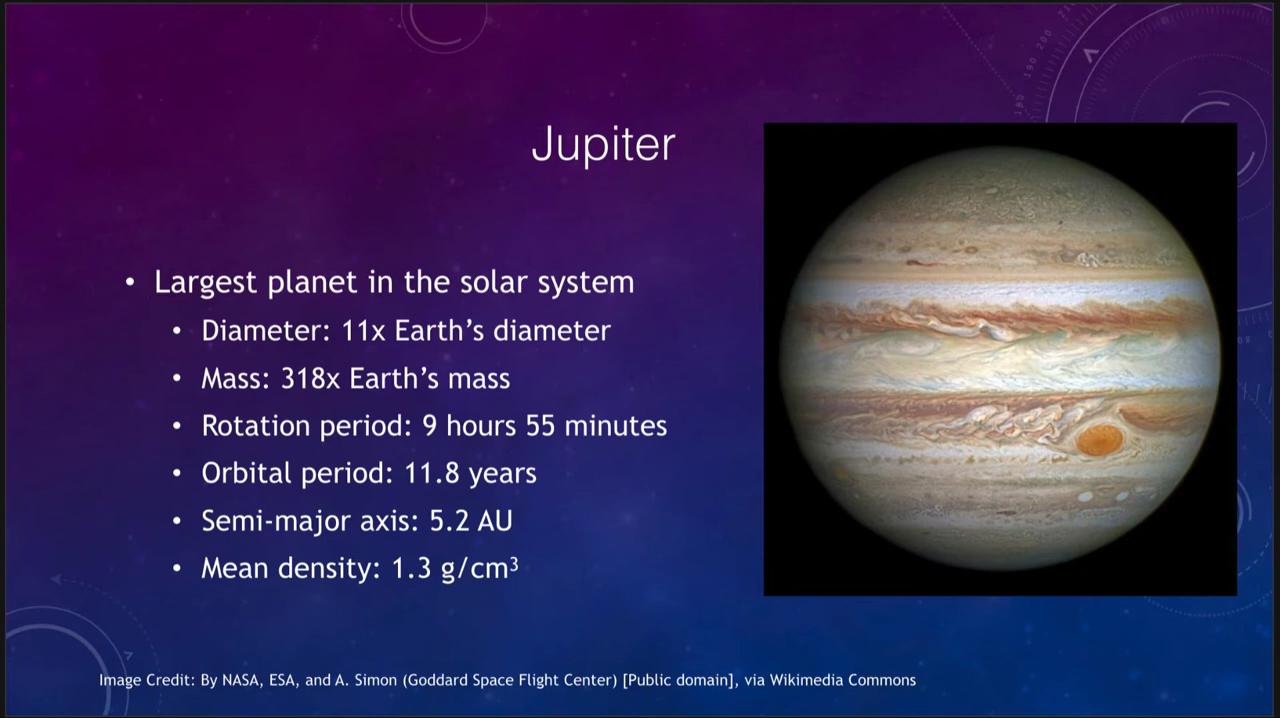 Jupiter
• Largest planet in the solar system
• Diameter: 11x Earth’s diameter
• Mass: 318x Earth’s mass
• Rotation period: 9 hours 55 minutes
• Orbital period: 11.8 years
• Semi-major axis: 5.2 AU
• Mean density: 1.3 g/cm³
Image Credit: By NASA, ESA, and A. Simon (Goddard Space Flight Center) [Public domain], via Wikimedia Commons
190 200